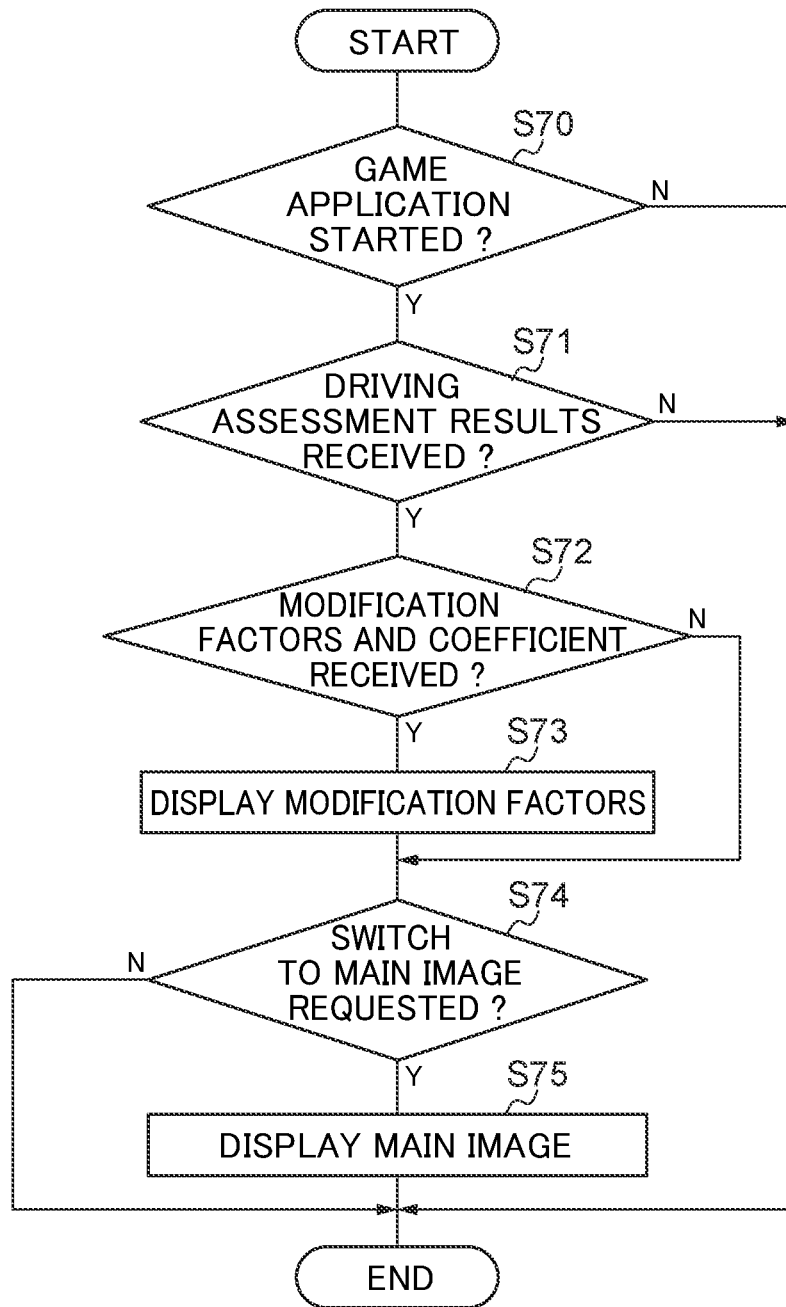 START
S70
GAME
APPLICATION
STARTED ?
N
Y
S71
DRIVING
ASSESSMENT RESULTS
RECEIVED ?
N
Y
S72
MODIFICATION
FACTORS AND COEFFICIENT
RECEIVED ?
N
Y
S73
DISPLAY MODIFICATION FACTORS
S74
SWITCH
TO MAIN IMAGE
REQUESTED ?
N
Y
S75
DISPLAY MAIN IMAGE
END